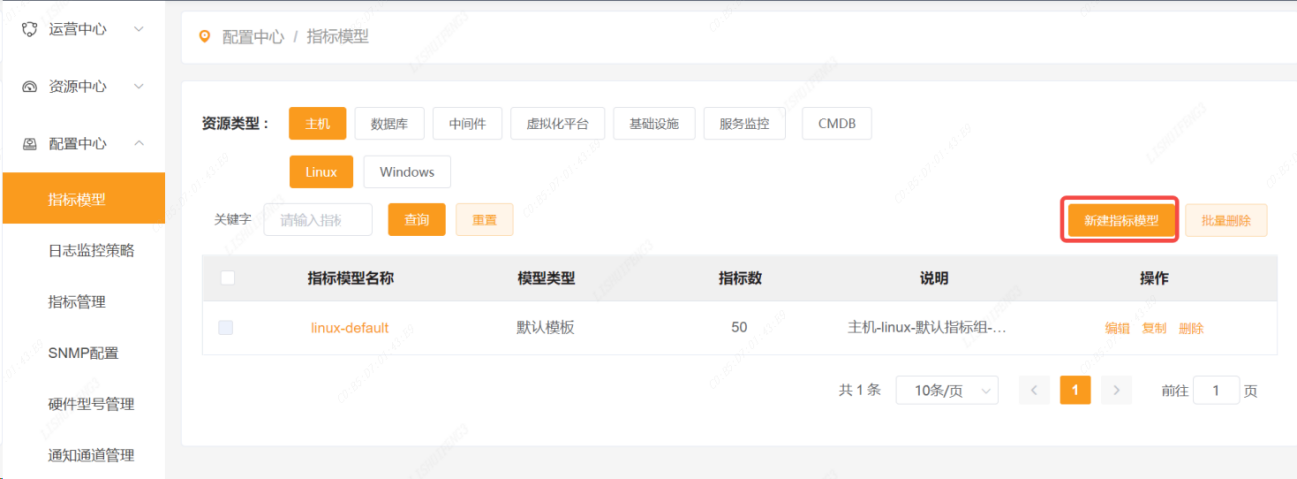 运营中心
资源中心
配置中心
指标模型
日志监控策略
指标管理
SNMP配置
硬件型号管理
通知通道管理
配置中心 / 指标模型
资源类型： 主机 数据库 中间件 虚拟化平台 基础设施 服务监控 CMDB
Linux Windows
关键字 请输入指标 查询 重置 新建指标模型 批量删除
指标模型名称 模型类型 指标数 说明 操作
linux-default 默认模板 50 主机-linux-默认指标组-... 编辑 复制 删除
共 1 条 10条/页 < 1 > 前往 1 页